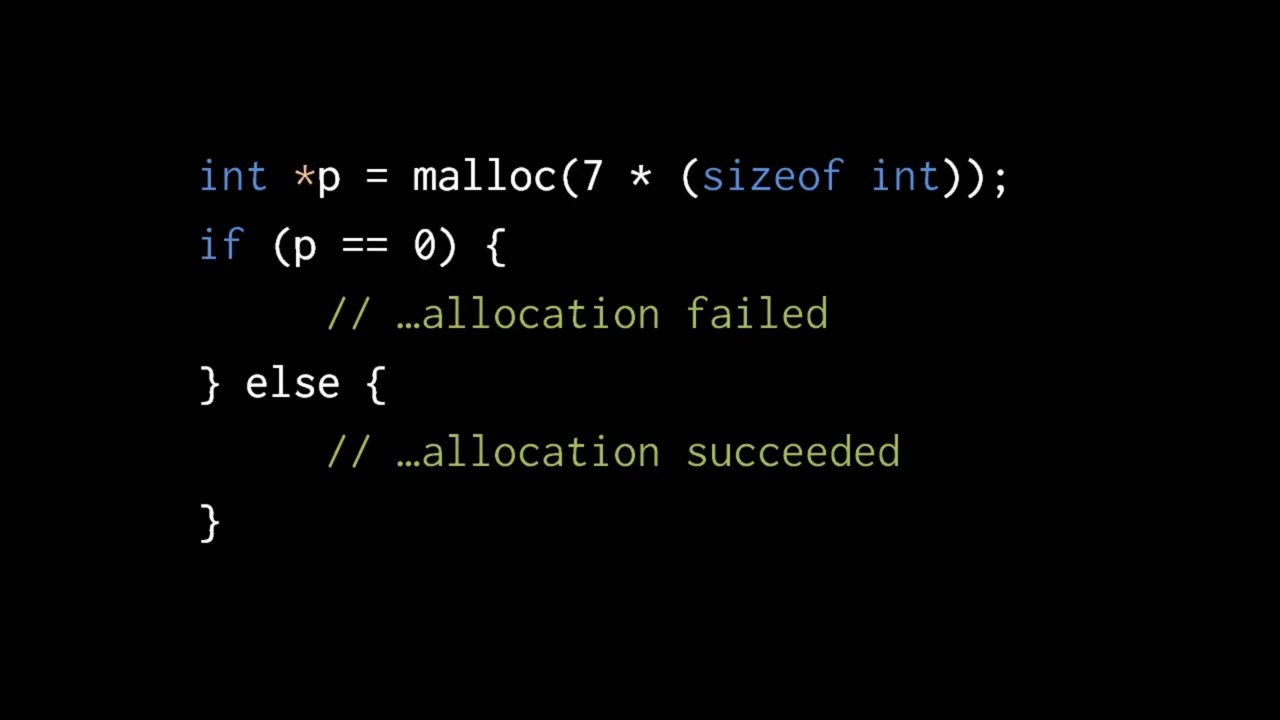 int *p = malloc(7 * (sizeof int));
if (p == 0) {
// …allocation failed
} else {
// …allocation succeeded
}